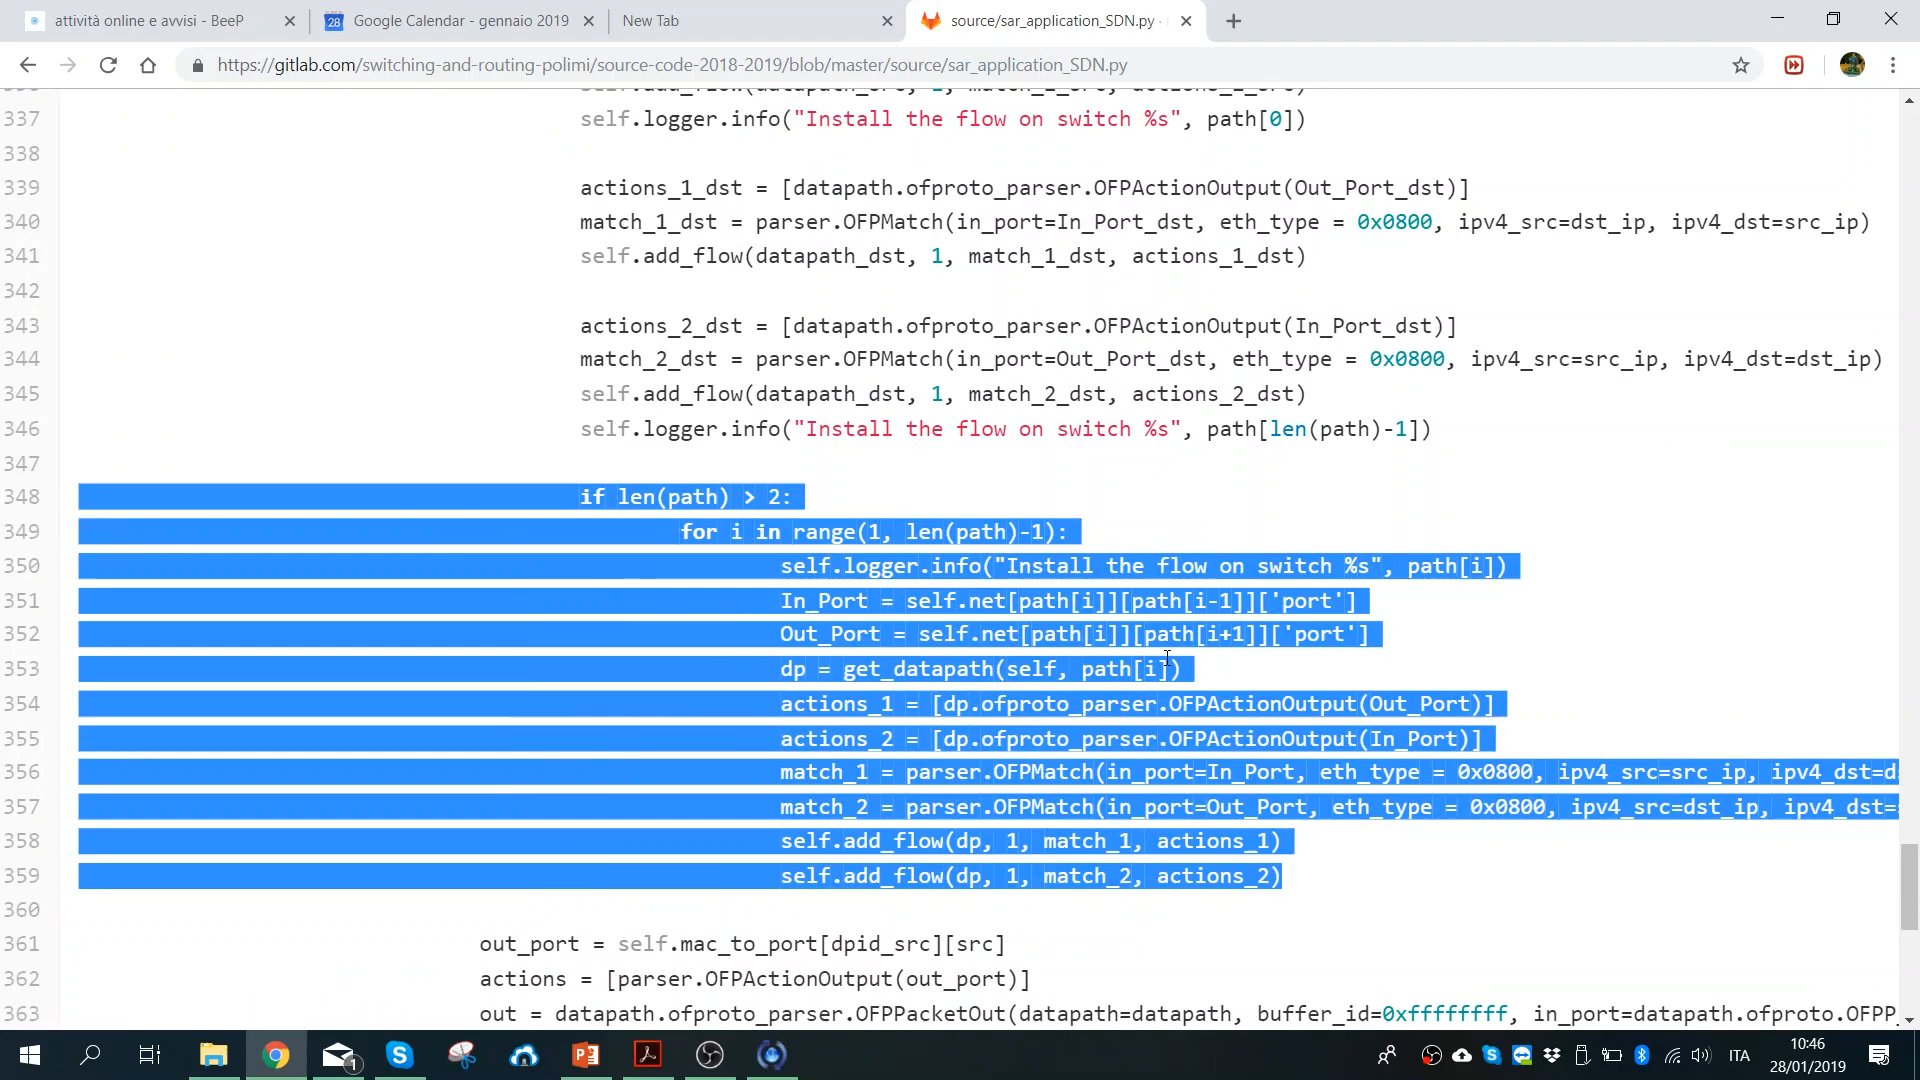 attività online e avvisi - BeeP
Google Calendar - gennaio 2019
New Tab
source/sar_application_SDN.py
https://gitlab.com/switching-and-routing-polimi/source-code-2018-2019/blob/master/source/sar_application_SDN.py
337 self.logger.info("Install the flow on switch %s", path[0])
338
339 actions_1_dst = [datapath.ofproto_parser.OFPActionOutput(Out_Port_dst)]
340 match_1_dst = parser.OFPMatch(in_port=In_Port_dst, eth_type = 0x0800, ipv4_src=dst_ip, ipv4_dst=src_ip)
341 self.add_flow(datapath_dst, 1, match_1_dst, actions_1_dst)
342
343 actions_2_dst = [datapath.ofproto_parser.OFPActionOutput(In_Port_dst)]
344 match_2_dst = parser.OFPMatch(in_port=Out_Port_dst, eth_type = 0x0800, ipv4_src=src_ip, ipv4_dst=dst_ip)
345 self.add_flow(datapath_dst, 1, match_2_dst, actions_2_dst)
346 self.logger.info("Install the flow on switch %s", path[len(path)-1])
347
348 if len(path) > 2:
349 for i in range(1, len(path)-1):
350 self.logger.info("Install the flow on switch %s", path[i])
351 In_Port = self.net[path[i]][path[i-1]]['port']
352 Out_Port = self.net[path[i]][path[i+1]]['port']
353 dp = get_datapath(self, path[i])
354 actions_1 = [dp.ofproto_parser.OFPActionOutput(Out_Port)]
355 actions_2 = [dp.ofproto_parser.OFPActionOutput(In_Port)]
356 match_1 = parser.OFPMatch(in_port=In_Port, eth_type = 0x0800, ipv4_src=src_ip, ipv4_dst=
357 match_2 = parser.OFPMatch(in_port=Out_Port, eth_type = 0x0800, ipv4_src=dst_ip, ipv4_dst=
358 self.add_flow(dp, 1, match_1, actions_1)
359 self.add_flow(dp, 1, match_2, actions_2)
360
361 out_port = self.mac_to_port[dpid_src][src]
362 actions = [parser.OFPActionOutput(out_port)]
363 out = datapath.ofproto_parser.OFPPacketOut(datapath=datapath, buffer_id=0xffffffff, in_port=datapath.ofproto.OFPP_
1
ITA
10:46
28/01/2019